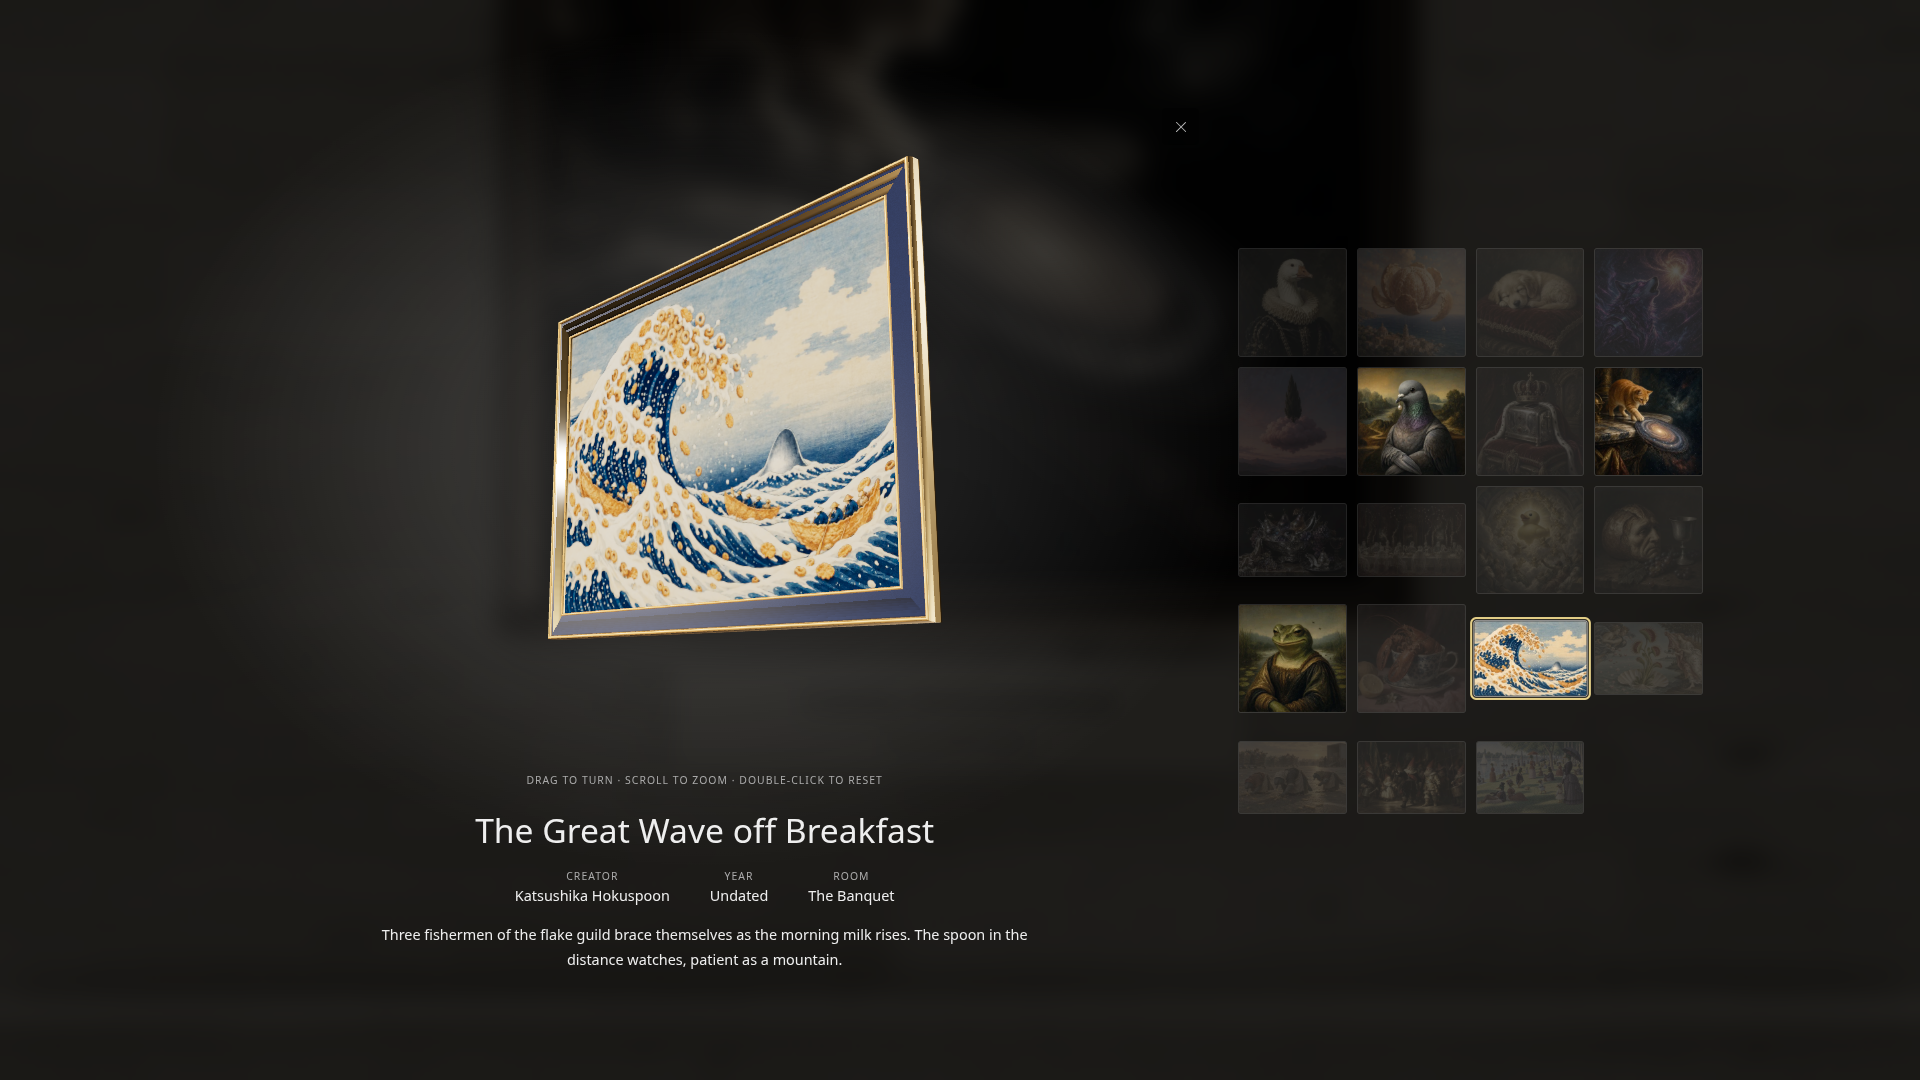 DRAG TO TURN · SCROLL TO ZOOM · DOUBLE-CLICK TO RESET
The Great Wave off Breakfast
CREATOR
Katsushika Hokuspoon
YEAR
Undated
ROOM
The Banquet
Three fishermen of the flake guild brace themselves as the morning milk rises. The spoon in the
distance watches, patient as a mountain.